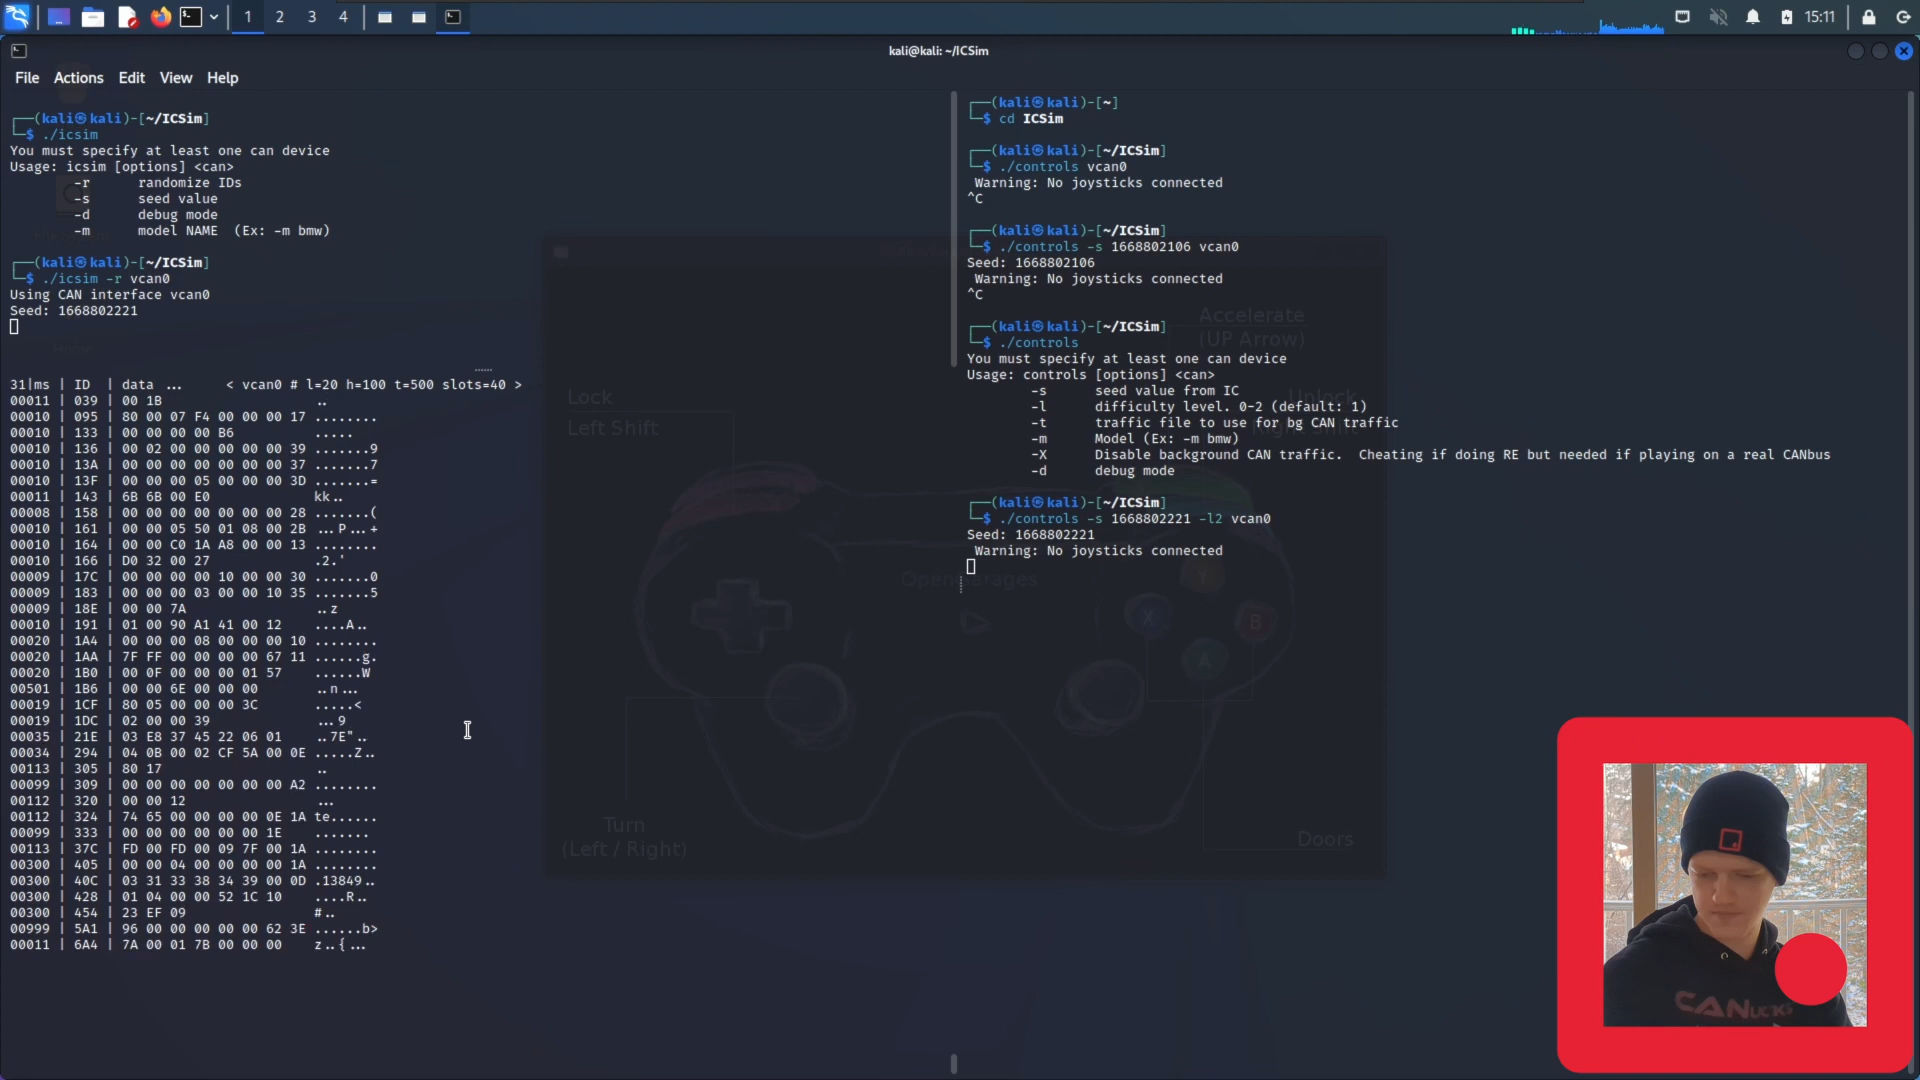 1 2 3 4 15:11
kali@kali: ~/ICSim
File Actions Edit View Help
┌──(kali㉿kali)-[~/ICSim]
└─$ ./icsim
You must specify at least one can device
Usage: icsim [options] <can>
-r randomize IDs
-s seed value
-d debug mode
-m model NAME (Ex: -m bmw)
┌──(kali㉿kali)-[~/ICSim]
└─$ ./icsim -r vcan0
Using CAN interface vcan0
Seed: 1668802221
31|ms | ID | data ... < vcan0 # l=20 h=100 t=500 slots=40 >
00011 | 039 | 00 1B ..
00010 | 095 | 80 00 07 F4 00 00 00 17 ........
00010 | 133 | 00 00 00 00 B6 .....
00010 | 136 | 00 02 00 00 00 00 00 39 .......9
00010 | 13A | 00 00 00 00 00 00 00 37 .......7
00010 | 13F | 00 00 00 05 00 00 00 3D .......=
00011 | 143 | 6B 6B 00 E0 kk..
00008 | 158 | 00 00 00 00 00 00 00 28 .......(
00010 | 161 | 00 00 05 50 01 08 00 2B ...P...+
00010 | 164 | 00 00 C0 1A A8 00 00 13 ........
00010 | 166 | D0 32 00 27 .2.'
00009 | 17C | 00 00 00 00 10 00 00 30 .......0
00009 | 183 | 00 00 00 03 00 00 10 35 .......5
00009 | 18E | 00 00 7A ..z
00010 | 191 | 01 00 90 A1 41 00 12 ....A..
00020 | 1A4 | 00 00 00 08 00 00 00 10 ........
00020 | 1AA | 7F FF 00 00 00 00 67 11 ......g.
00020 | 1B0 | 00 0F 00 00 00 01 57 ......W
00501 | 1B6 | 00 00 6E 00 00 00 ..n...
00019 | 1CF | 80 05 00 00 00 3C .....<
00019 | 1DC | 02 00 00 39 ...9
00035 | 21E | 03 E8 37 45 22 06 01 ..7E"..
00034 | 294 | 04 0B 00 02 CF 5A 00 0E .....Z..
00113 | 305 | 80 17 ..
00099 | 309 | 00 00 00 00 00 00 00 A2 ........
00112 | 320 | 00 00 12 ...
00112 | 324 | 74 65 00 00 00 00 0E 1A te......
00099 | 333 | 00 00 00 00 00 00 1E .......
00113 | 37C | FD 00 FD 00 09 7F 00 1A ........
00300 | 405 | 00 00 04 00 00 00 00 1A ........
00300 | 40C | 03 31 33 38 34 39 00 0D .13849..
00300 | 428 | 01 04 00 00 52 1C 10 ....R..
00300 | 454 | 23 EF 09 #..
00999 | 5A1 | 96 00 00 00 00 00 62 3E ......b>
00011 | 6A4 | 7A 00 01 7B 00 00 00 z..{...
┌──(kali㉿kali)-[~]
└─$ cd ICSim
┌──(kali㉿kali)-[~/ICSim]
└─$ ./controls vcan0
Warning: No joysticks connected
^C
┌──(kali㉿kali)-[~/ICSim]
└─$ ./controls -s 1668802106 vcan0
Seed: 1668802106
Warning: No joysticks connected
^C
┌──(kali㉿kali)-[~/ICSim]
└─$ ./controls
You must specify at least one can device
Usage: controls [options] <can>
-s seed value from IC
-l difficulty level. 0-2 (default: 1)
-t traffic file to use for bg CAN traffic
-m Model (Ex: -m bmw)
-X Disable background CAN traffic. Cheating if doing RE but needed if playing on a real CANbus
-d debug mode
┌──(kali㉿kali)-[~/ICSim]
└─$ ./controls -s 1668802221 -l2 vcan0
Seed: 1668802221
Warning: No joysticks connected
Accelerate
(UP Arrow)
Lock
Left Shift
Unlock
Right Shift
OpenGarages
Y
X
B
A
Turn
(Left / Right)
Doors
CANucks